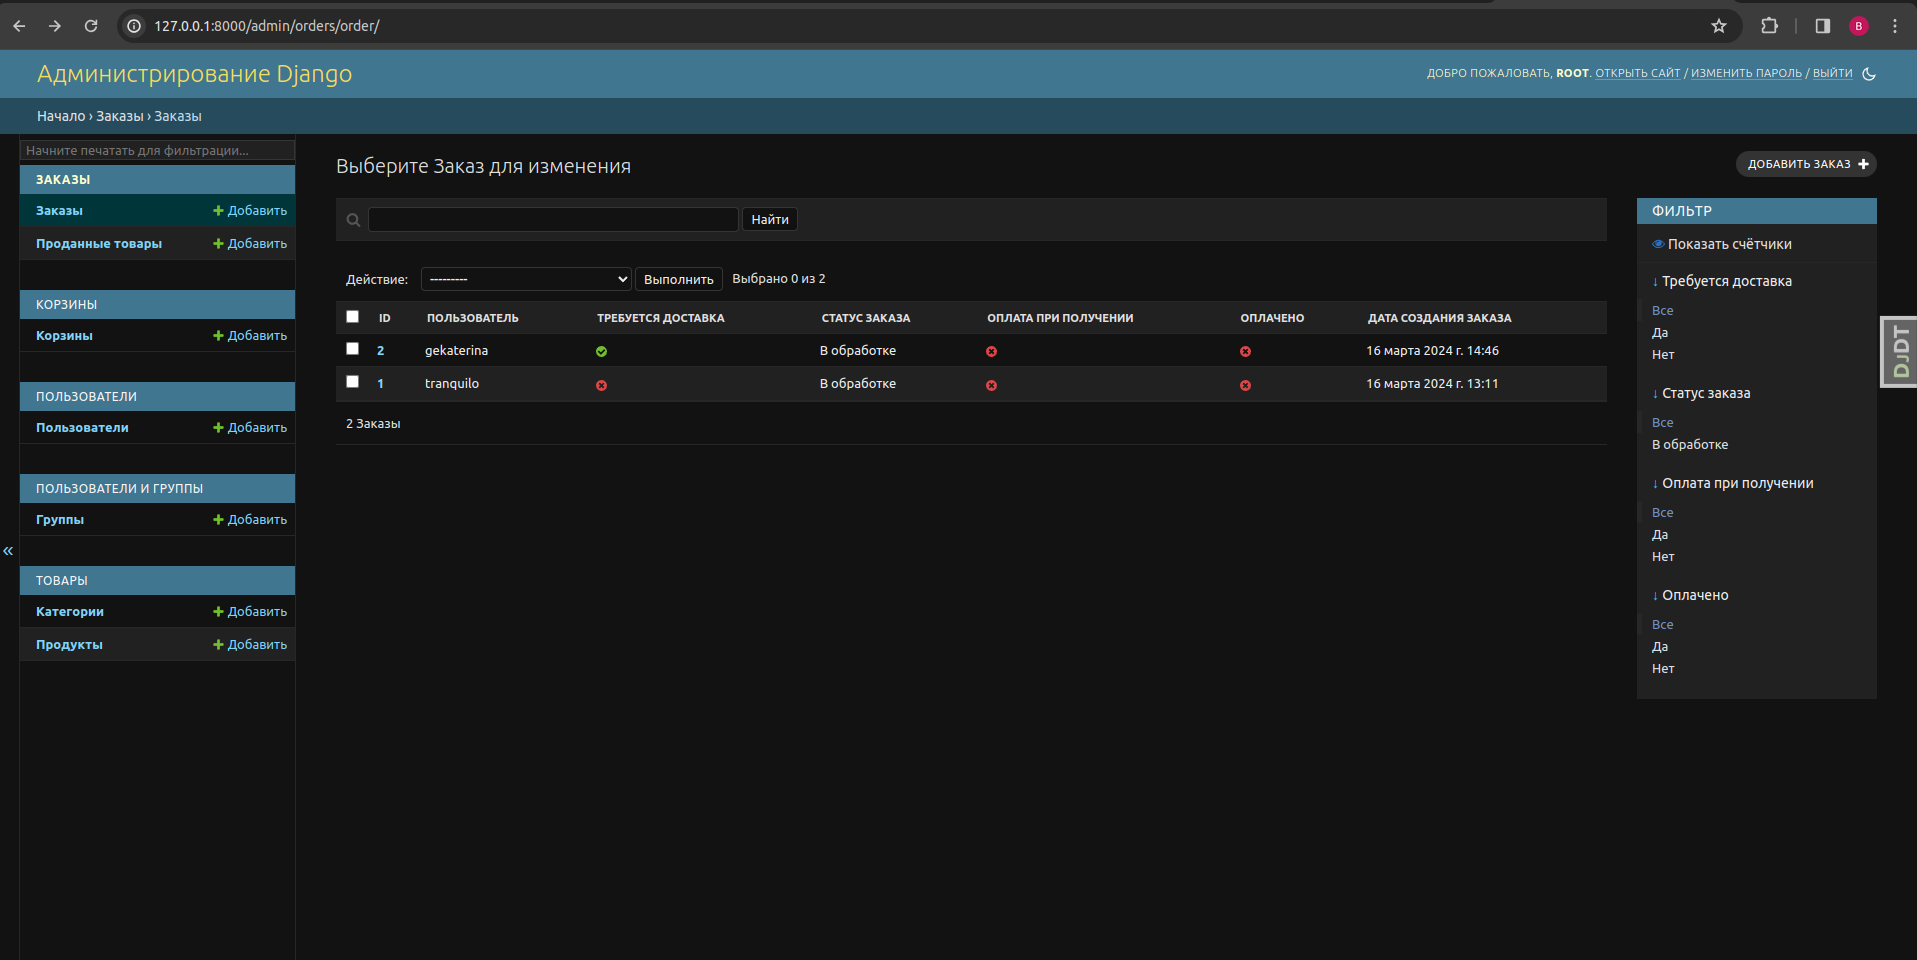 127.0.0.1:8000/admin/orders/order/
B
Администрирование Django
ДОБРО ПОЖАЛОВАТЬ, ROOT. ОТКРЫТЬ САЙТ / ИЗМЕНИТЬ ПАРОЛЬ / ВЫЙТИ
Начало › Заказы › Заказы
Начните печатать для фильтрации...
ЗАКАЗЫ
Заказы + Добавить
Проданные товары + Добавить
КОРЗИНЫ
Корзины + Добавить
ПОЛЬЗОВАТЕЛИ
Пользователи + Добавить
ПОЛЬЗОВАТЕЛИ И ГРУППЫ
Группы + Добавить
ТОВАРЫ
Категории + Добавить
Продукты + Добавить
«
Выберите Заказ для изменения
ДОБАВИТЬ ЗАКАЗ +
Найти
Действие: --------- Выполнить Выбрано 0 из 2
ID ПОЛЬЗОВАТЕЛЬ ТРЕБУЕТСЯ ДОСТАВКА СТАТУС ЗАКАЗА ОПЛАТА ПРИ ПОЛУЧЕНИИ ОПЛАЧЕНО ДАТА СОЗДАНИЯ ЗАКАЗА
2 gekaterina В обработке 16 марта 2024 г. 14:46
1 tranquilo В обработке 16 марта 2024 г. 13:11
2 Заказы
ФИЛЬТР
Показать счётчики
↓ Требуется доставка
Все
Да
Нет
↓ Статус заказа
Все
В обработке
↓ Оплата при получении
Все
Да
Нет
↓ Оплачено
Все
Да
Нет
DJDT